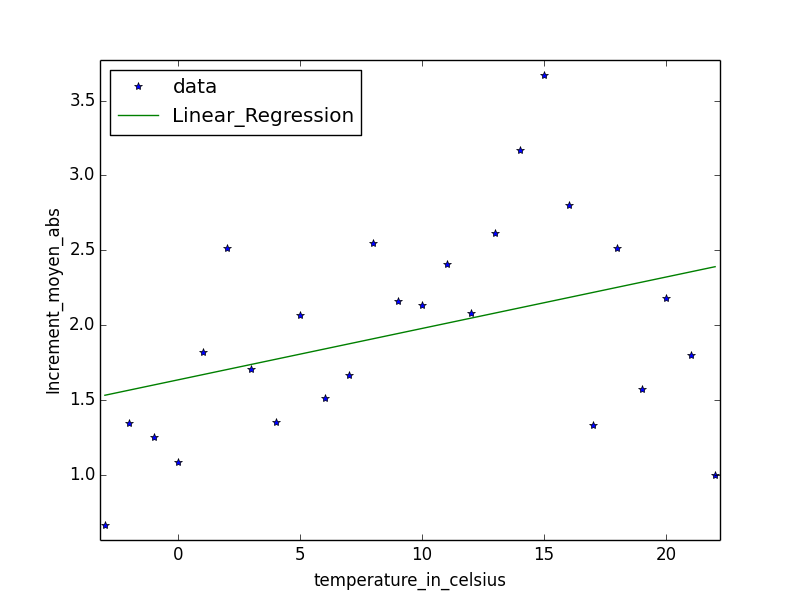 data
Linear_Regression
3.5
3.0
2.5
2.0
1.5
1.0
Increment_moyen_abs
0 5 10 15 20
temperature_in_celsius